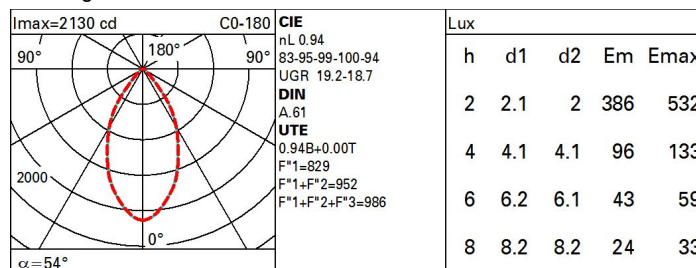 Imax=2130 cd C0-180
90° 180° 90°
2000
0°
α=54°
CIE
nL 0.94
83-95-99-100-94
UGR 19.2-18.7
DIN
A.61
UTE
0.94B+0.00T
F"1=829
F"1+F"2=952
F"1+F"2+F"3=986
Lux
h d1 d2 Em Emax
2 2.1 2 386 532
4 4.1 4.1 96 133
6 6.2 6.1 43 59
8 8.2 8.2 24 33